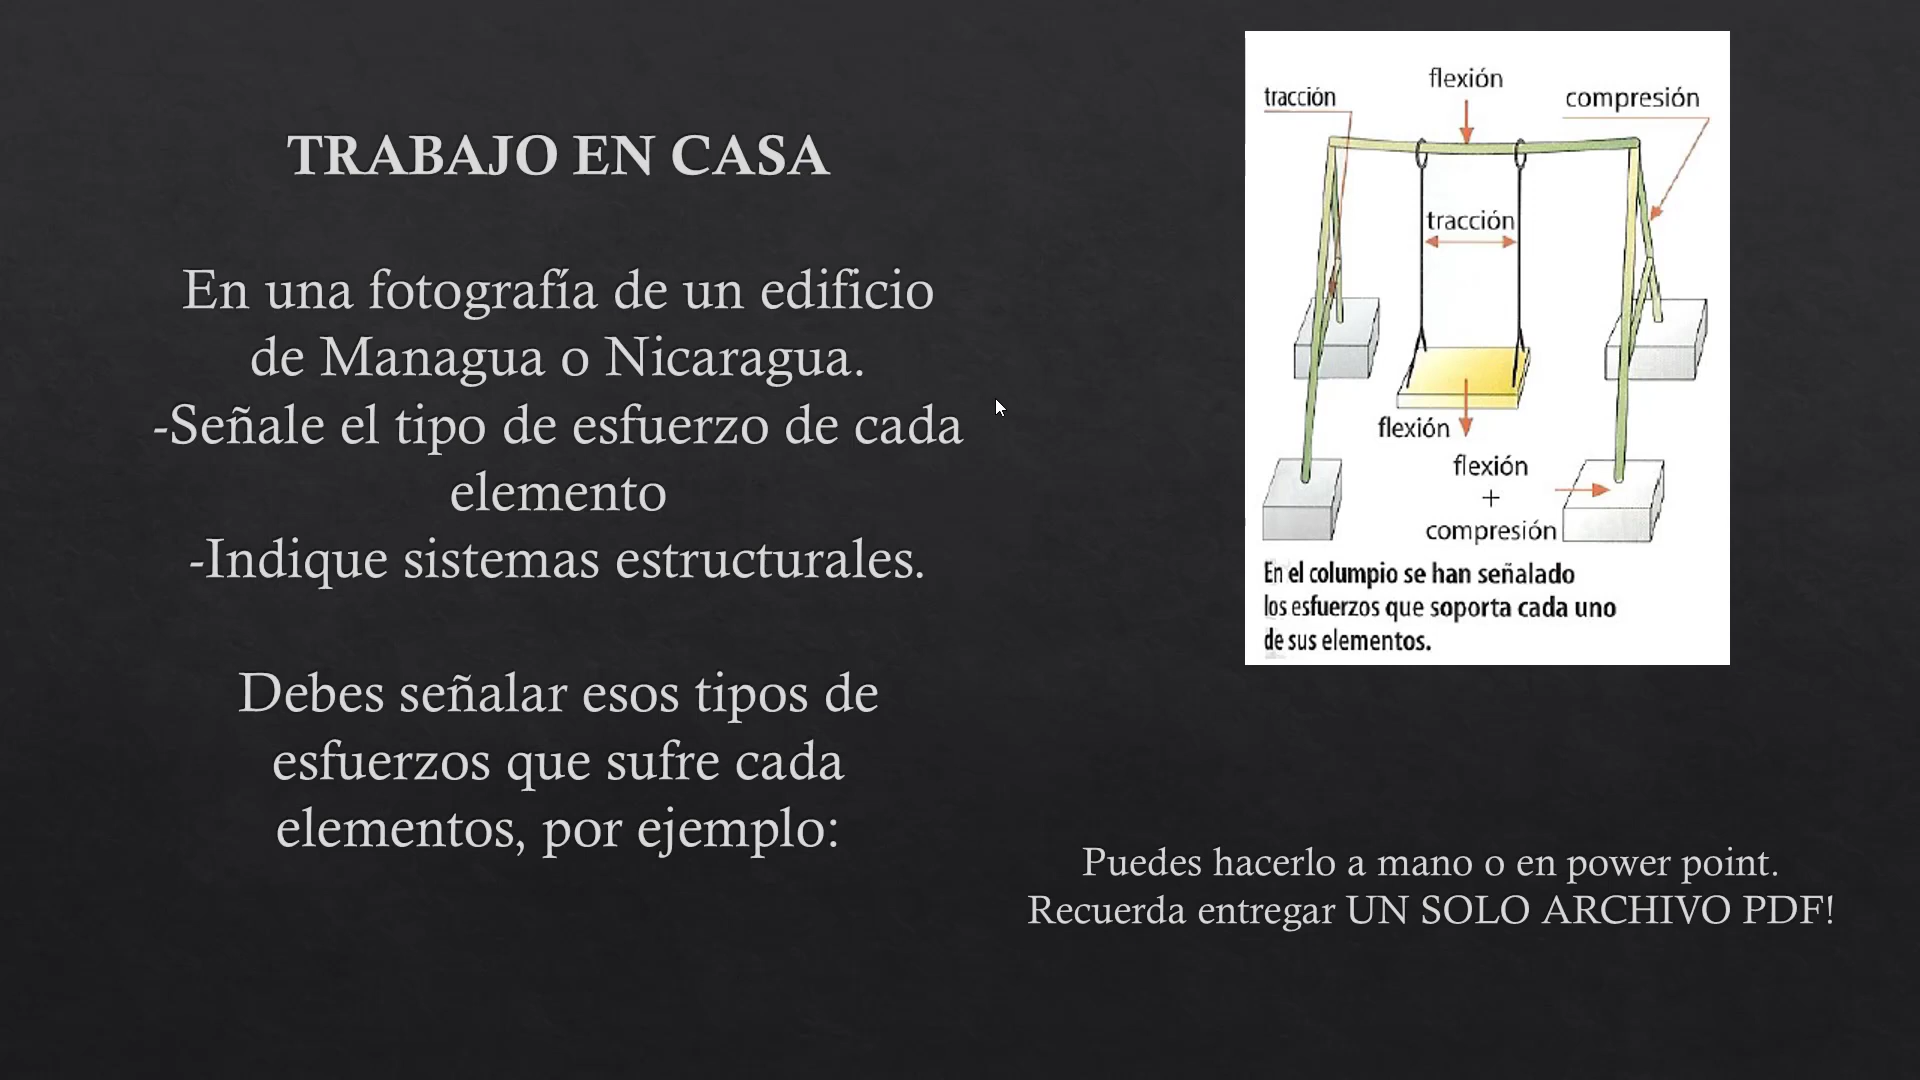 TRABAJO EN CASA
En una fotografía de un edificio
de Managua o Nicaragua.
-Señale el tipo de esfuerzo de cada
elemento
-Indique sistemas estructurales.
Debes señalar esos tipos de
esfuerzos que sufre cada
elementos, por ejemplo:
flexión
tracción
compresión
tracción
flexión
flexión
+
compresión
En el columpio se han señalado
los esfuerzos que soporta cada uno
de sus elementos.
Puedes hacerlo a mano o en power point.
Recuerda entregar UN SOLO ARCHIVO PDF!